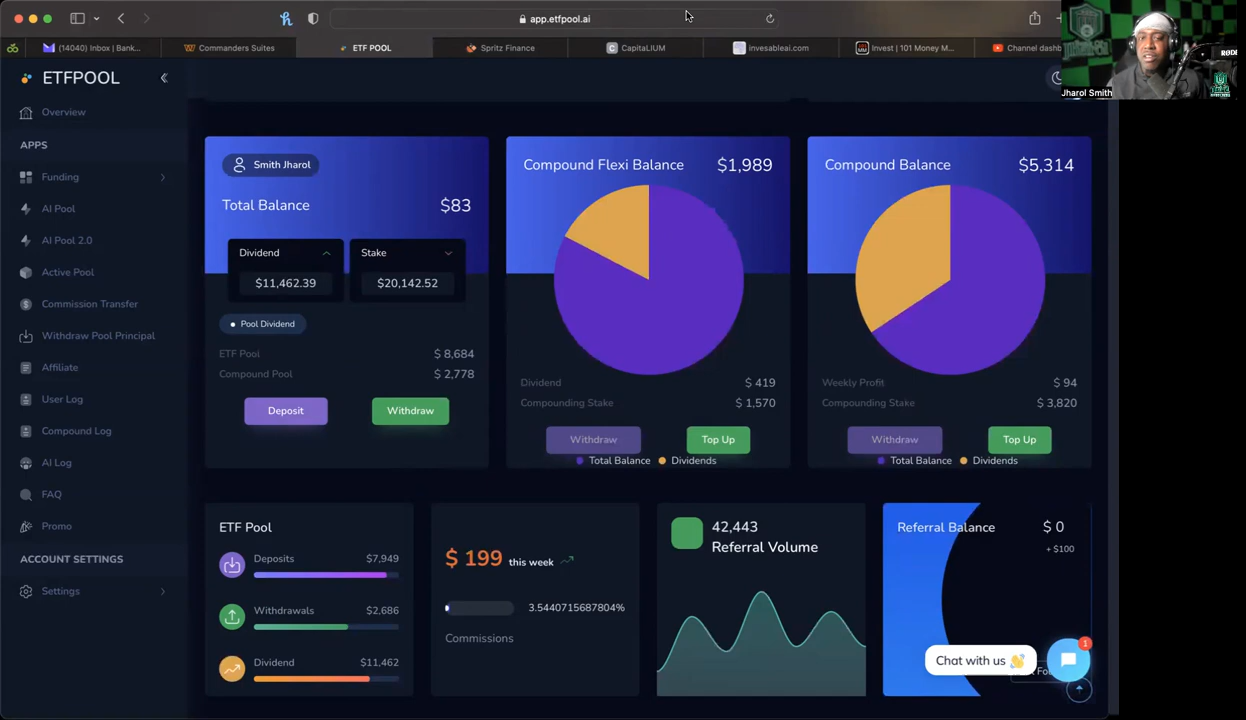 app.etfpool.ai
(14040) Inbox | Bank...
Commanders Suites
ETF POOL
Spritz Finance
CapitaLIUM
invesableai.com
Invest | 101 Money M...
Channel dashb
RØDE
Jharol Smith
ETFPOOL
Overview
APPS
Funding
AI Pool
AI Pool 2.0
Active Pool
Commission Transfer
Withdraw Pool Principal
Affiliate
User Log
Compound Log
AI Log
FAQ
Promo
ACCOUNT SETTINGS
Settings
Smith Jharol
Total Balance $83
Dividend Stake
$11,462.39 $20,142.52
Pool Dividend
ETF Pool $ 8,684
Compound Pool $ 2,778
Deposit Withdraw
Compound Flexi Balance $1,989
Dividend $ 419
Compounding Stake $ 1,570
Withdraw Top Up
Total Balance Dividends
Compound Balance $5,314
Weekly Profit $ 94
Compounding Stake $ 3,820
Withdraw Top Up
Total Balance Dividends
ETF Pool
Deposits $7,949
Withdrawals $2,686
Dividend $11,462
$ 199 this week
3.5440715687804%
Commissions
42,443
Referral Volume
Referral Balance $ 0
+ $100
Chat with us 👋
1